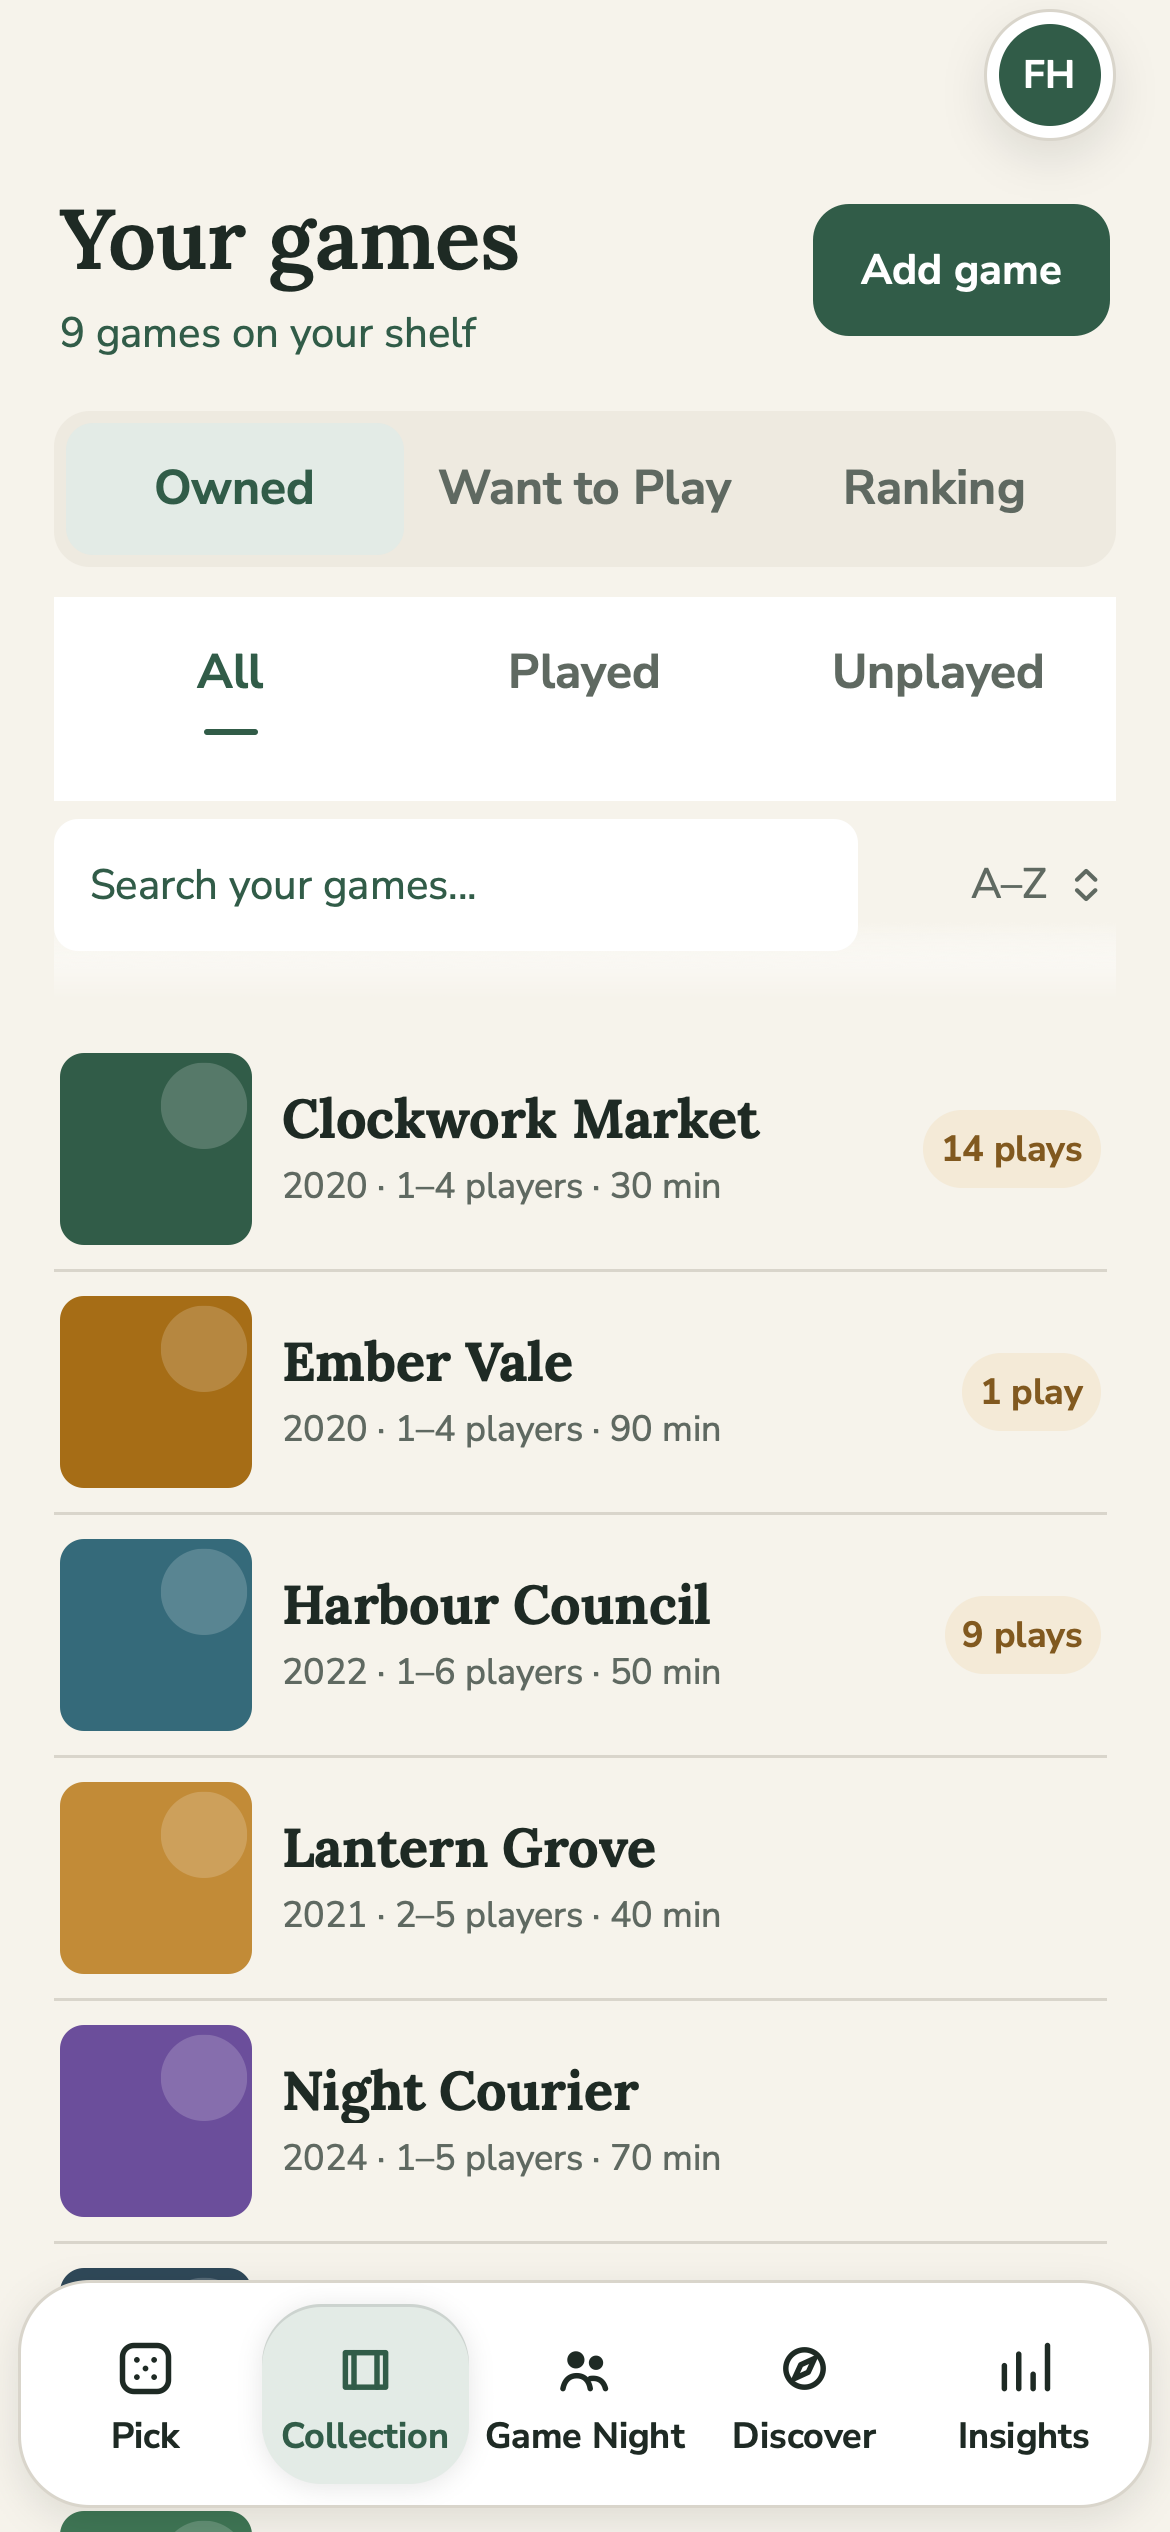 FH
Your games
Add game
9 games on your shelf
Owned
Want to Play
Ranking
All
Played
Unplayed
Search your games...
A–Z
Clockwork Market
14 plays
2020 · 1–4 players · 30 min
Ember Vale
1 play
2020 · 1–4 players · 90 min
Harbour Council
9 plays
2022 · 1–6 players · 50 min
Lantern Grove
2021 · 2–5 players · 40 min
Night Courier
2024 · 1–5 players · 70 min
Pick
Collection
Game Night
Discover
Insights